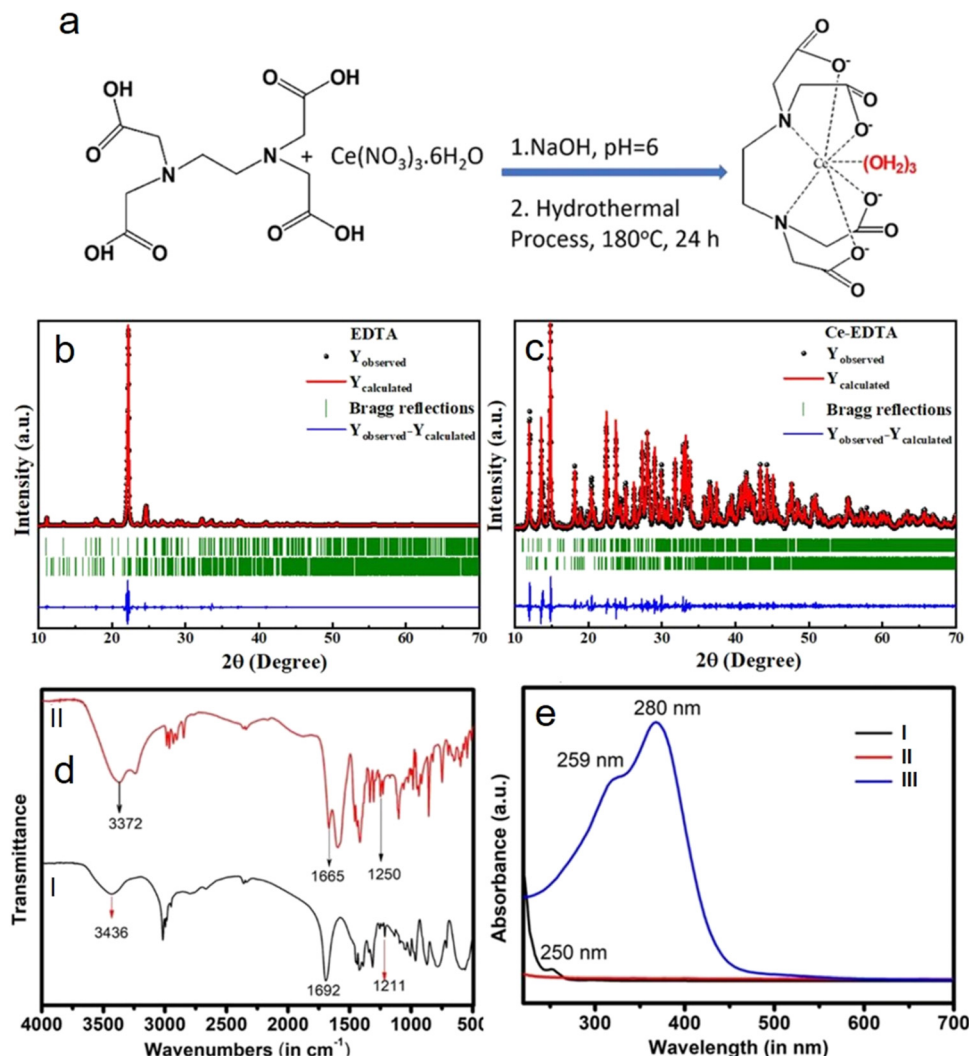 a
OH
OH
O
O
N
N
+ Ce(NO3)3.6H2O
O
O
OH
OH
1.NaOH, pH=6
2. Hydrothermal
Process, 180°C, 24 h
O
O-
O
O-
N
Ce
(OH2)3
O-
N
O
O-
O
b
EDTA
Yobserved
Ycalculated
Bragg reflections
Yobserved-Ycalculated
Intensity (a.u.)
10 20 30 40 50 60 70
2θ (Degree)
c
Ce-EDTA
Yobserved
Ycalculated
Bragg reflections
Yobserved-Ycalculated
Intensity (a.u.)
10 20 30 40 50 60 70
2θ (Degree)
II
d
3372
1665
1250
I
3436
1692
1211
Transmittance
4000 3500 3000 2500 2000 1500 1000 500
Wavenumbers (in cm-1)
e
280 nm
259 nm
250 nm
I
II
III
Absorbance (a.u.)
300 400 500 600 700
Wavelength (in nm)